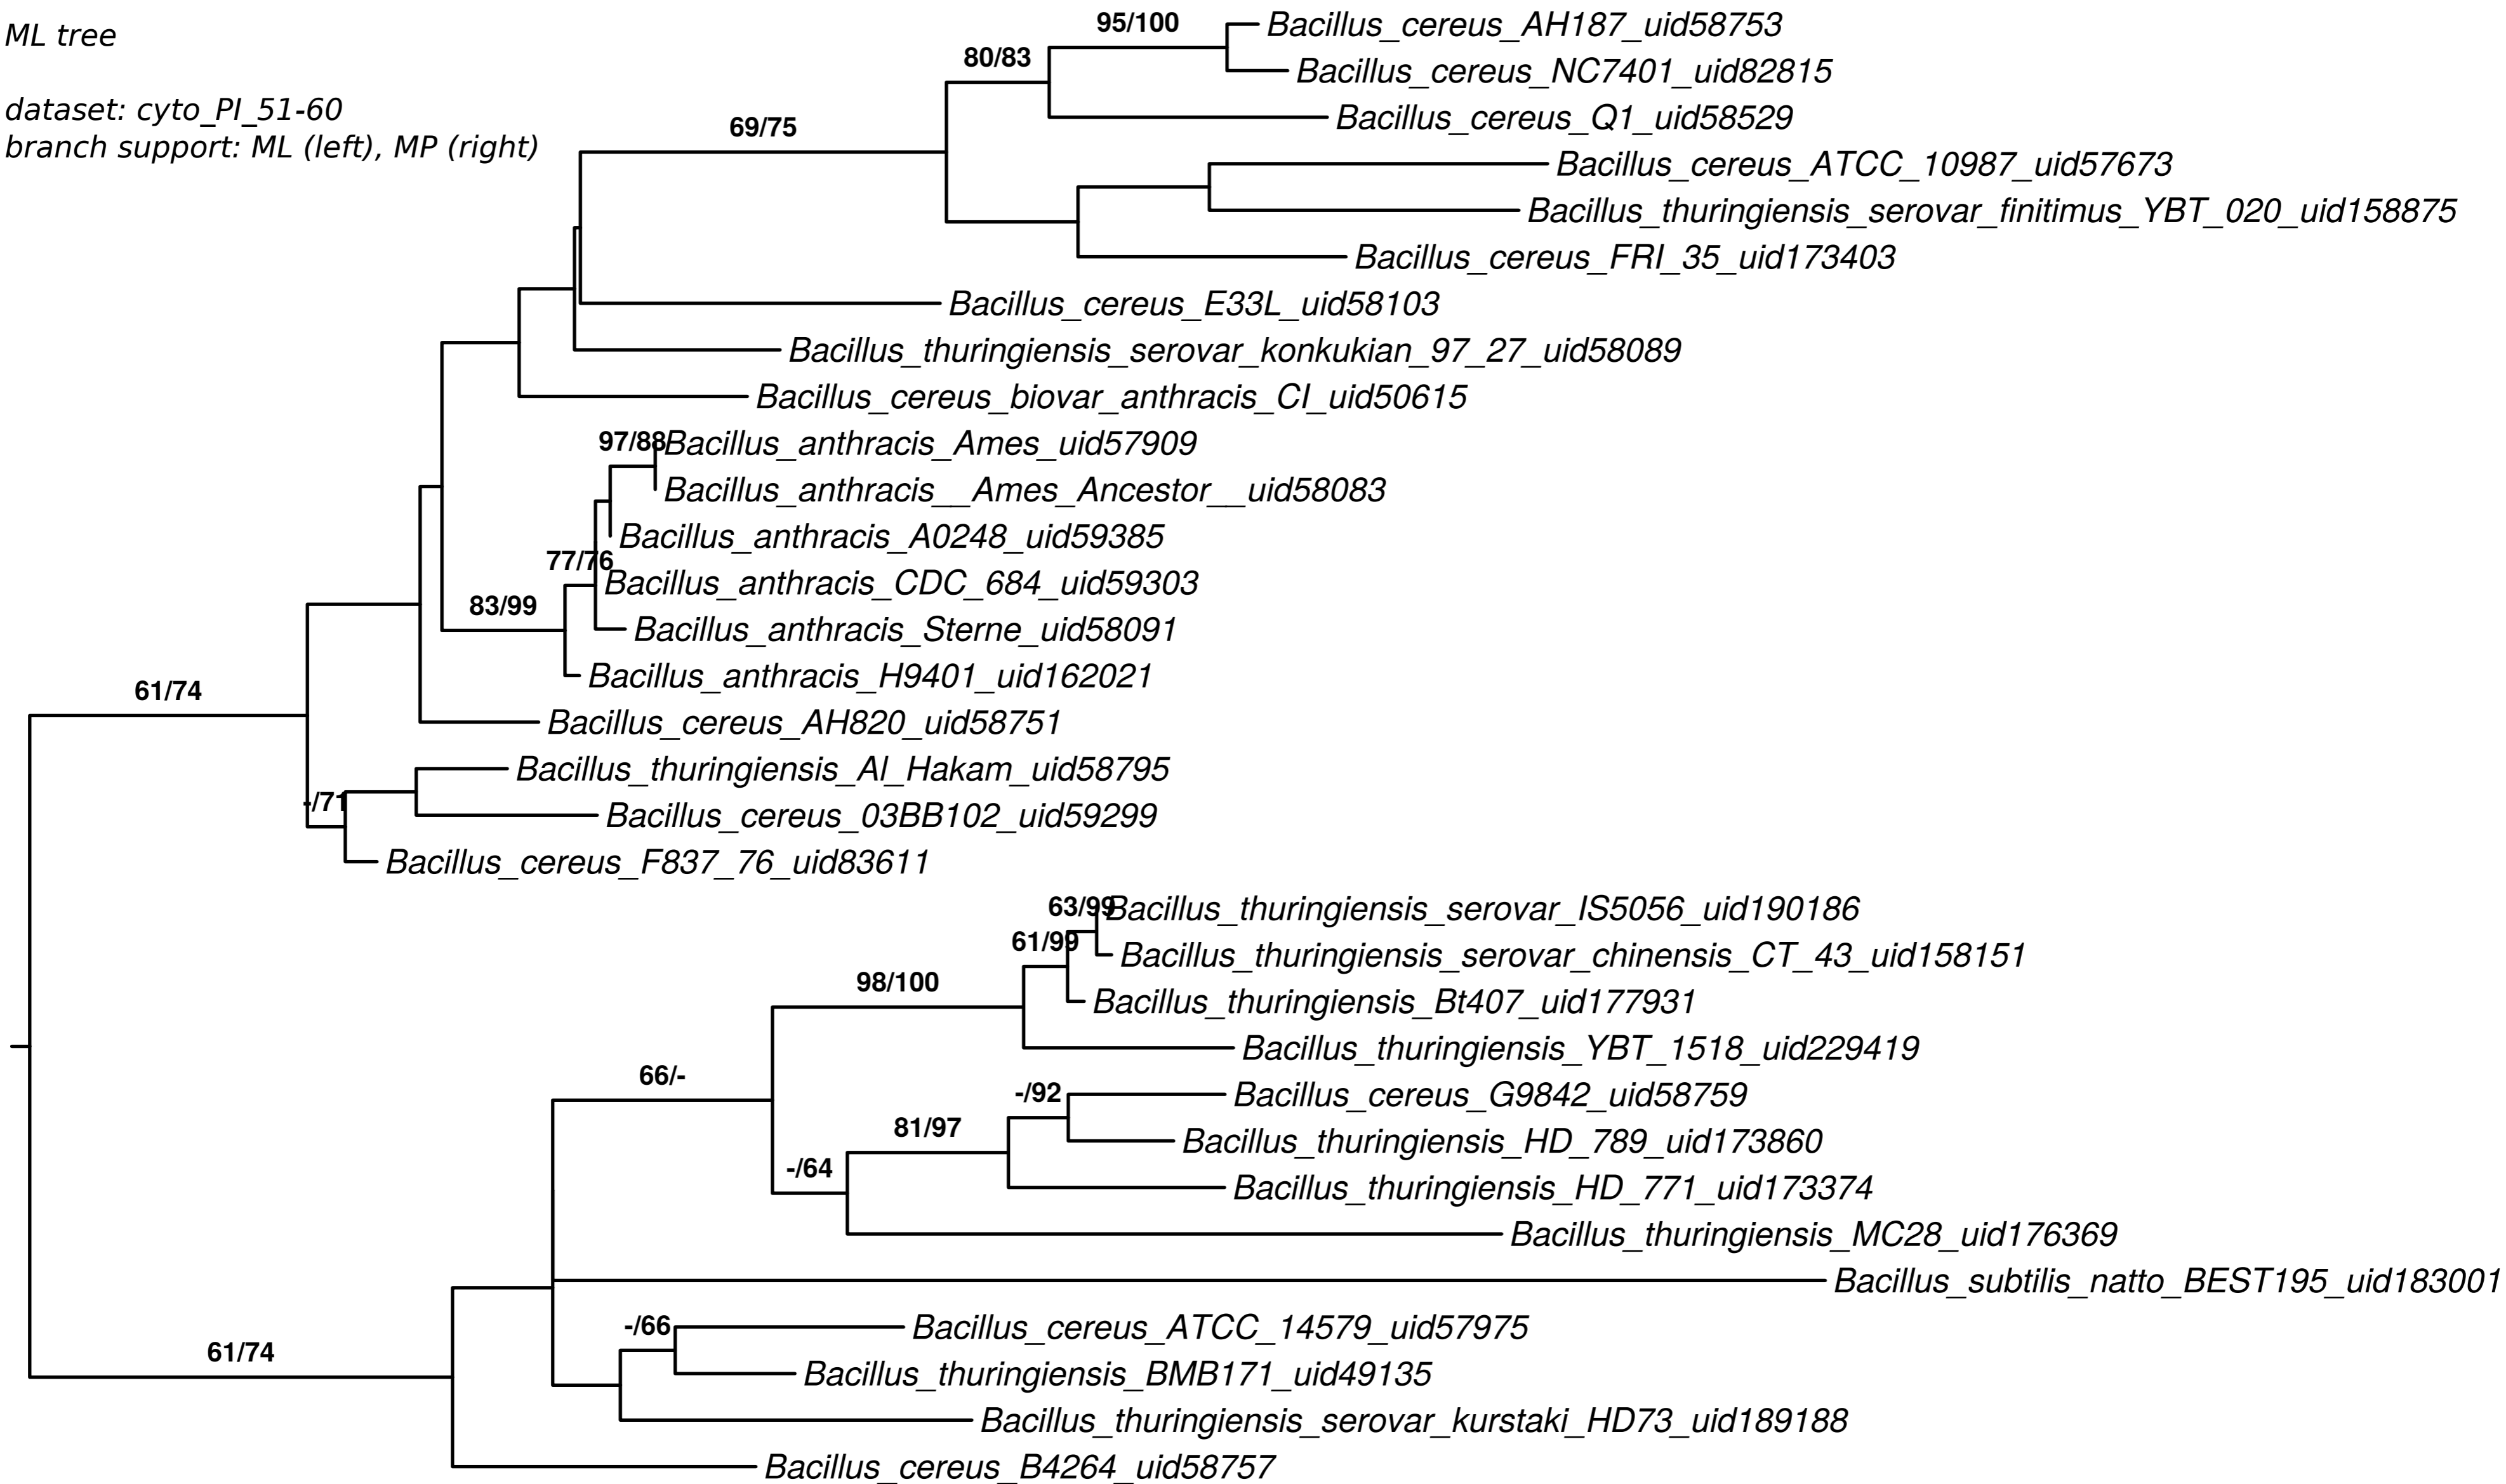 ML tree
dataset: cyto_PI_51-60
branch support: ML (left), MP (right)
95/100
Bacillus_cereus_AH187_uid58753
80/83
Bacillus_cereus_NC7401_uid82815
Bacillus_cereus_Q1_uid58529
69/75
Bacillus_cereus_ATCC_10987_uid57673
Bacillus_thuringiensis_serovar_finitimus_YBT_020_uid158875
Bacillus_cereus_FRI_35_uid173403
Bacillus_cereus_E33L_uid58103
Bacillus_thuringiensis_serovar_konkukian_97_27_uid58089
Bacillus_cereus_biovar_anthracis_CI_uid50615
97/88
Bacillus_anthracis_Ames_uid57909
Bacillus_anthracis__Ames_Ancestor__uid58083
Bacillus_anthracis_A0248_uid59385
77/76
Bacillus_anthracis_CDC_684_uid59303
83/99
Bacillus_anthracis_Sterne_uid58091
Bacillus_anthracis_H9401_uid162021
61/74
Bacillus_cereus_AH820_uid58751
Bacillus_thuringiensis_Al_Hakam_uid58795
-/71
Bacillus_cereus_03BB102_uid59299
Bacillus_cereus_F837_76_uid83611
63/99
Bacillus_thuringiensis_serovar_IS5056_uid190186
61/99
Bacillus_thuringiensis_serovar_chinensis_CT_43_uid158151
98/100
Bacillus_thuringiensis_Bt407_uid177931
Bacillus_thuringiensis_YBT_1518_uid229419
66/-
-/92
Bacillus_cereus_G9842_uid58759
81/97
Bacillus_thuringiensis_HD_789_uid173860
-/64
Bacillus_thuringiensis_HD_771_uid173374
Bacillus_thuringiensis_MC28_uid176369
Bacillus_subtilis_natto_BEST195_uid183001
-/66
Bacillus_cereus_ATCC_14579_uid57975
61/74
Bacillus_thuringiensis_BMB171_uid49135
Bacillus_thuringiensis_serovar_kurstaki_HD73_uid189188
Bacillus_cereus_B4264_uid58757